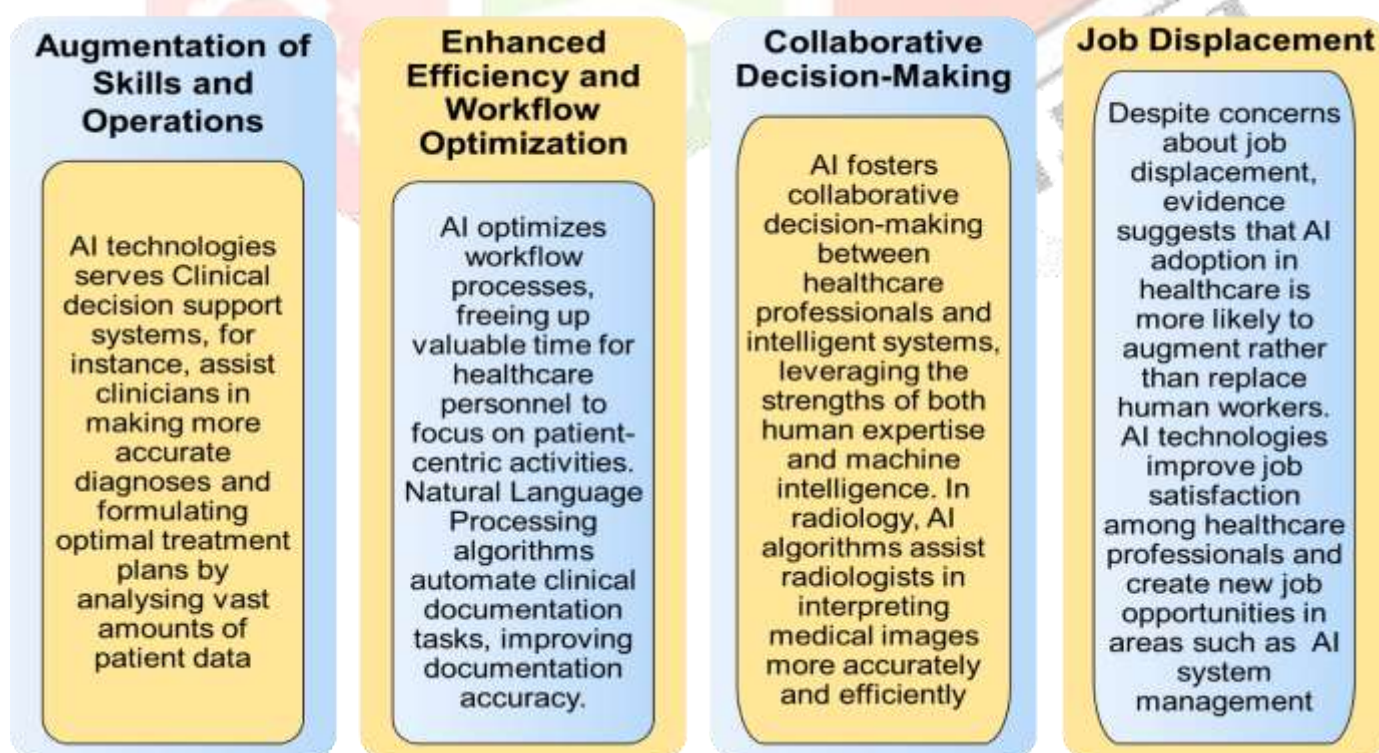 Augmentation of
Skills and
Operations
AI technologies
serves Clinical
decision support
systems, for
instance, assist
clinicians in
making more
accurate
diagnoses and
formulating
optimal treatment
plans by
analysing vast
amounts of
patient data
Enhanced
Efficiency and
Workflow
Optimization
AI optimizes
workflow
processes,
freeing up
valuable time for
healthcare
personnel to
focus on patient-
centric activities.
Natural Language
Processing
algorithms
automate clinical
documentation
tasks, improving
documentation
accuracy.
Collaborative
Decision-Making
AI fosters
collaborative
decision-making
between
healthcare
professionals and
intelligent systems,
leveraging the
strengths of both
human expertise
and machine
intelligence. In
radiology, AI
algorithms assist
radiologists in
interpreting
medical images
more accurately
and efficiently
Job Displacement
Despite concerns
about job
displacement,
evidence
suggests that AI
adoption in
healthcare is
more likely to
augment rather
than replace
human workers.
AI technologies
improve job
satisfaction
among healthcare
professionals and
create new job
opportunities in
areas such as AI
system
management